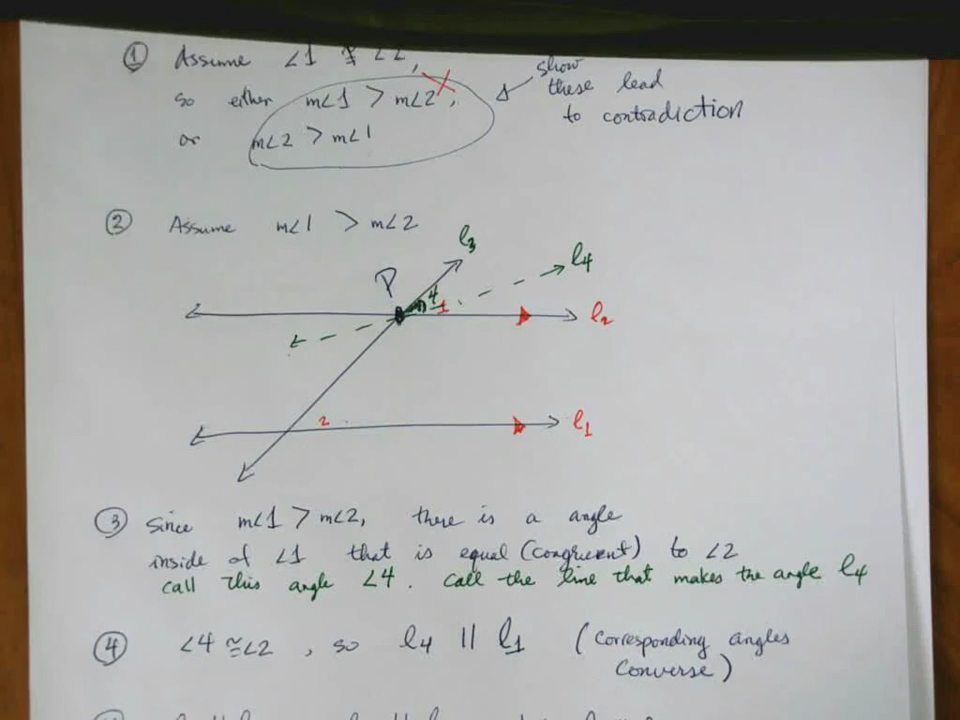 ① Assume ∠1 ≇ ∠2,
so either m∠1 > m∠2,
or m∠2 > m∠1
show
these lead
to contradiction
② Assume m∠1 > m∠2
l3
l4
P
4
1
l2
2
l1
③ Since m∠1 > m∠2, there is a angle
inside of ∠1 that is equal (congruent) to ∠2
call this angle ∠4. Call the line that makes the angle l4
④ ∠4 ≅ ∠2, so l4 || l1 (Corresponding angles
Converse)